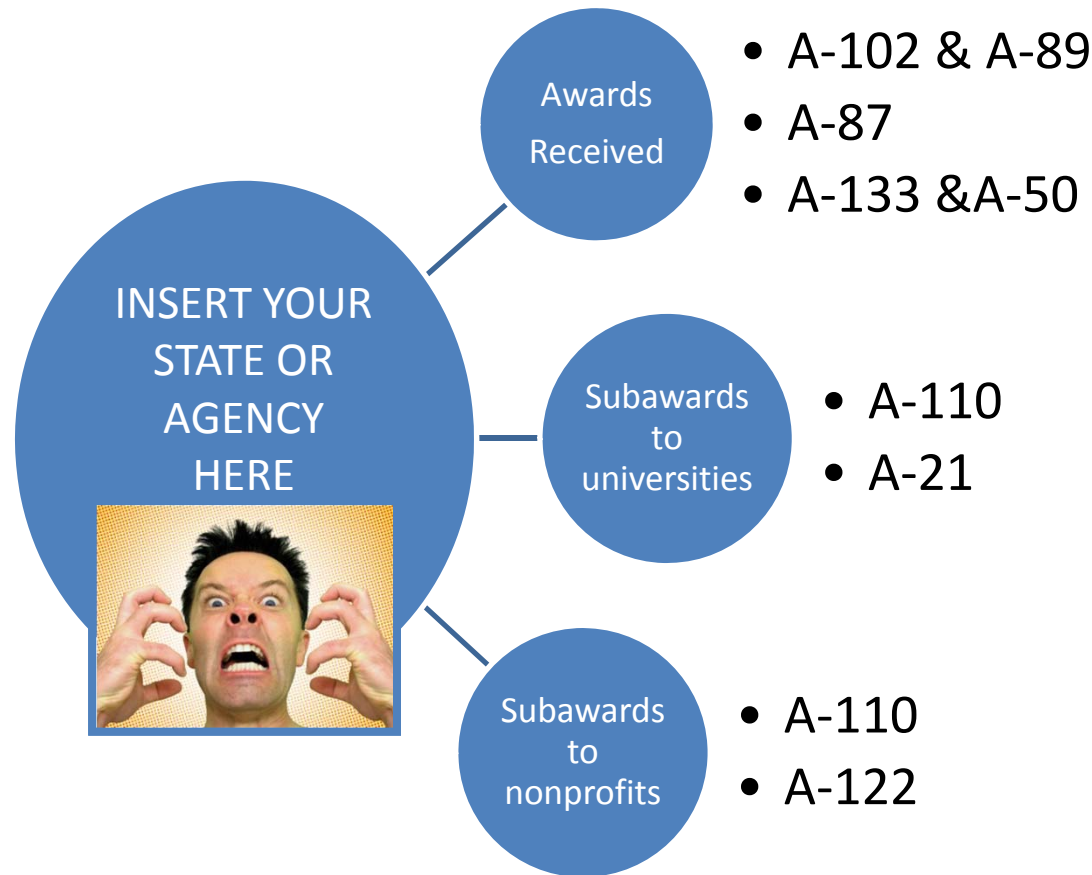 INSERT YOUR
STATE OR
AGENCY
HERE
Awards
Received
• A-102 & A-89
• A-87
• A-133 &A-50
Subawards
to
universities
• A-110
• A-21
Subawards
to
nonprofits
• A-110
• A-122